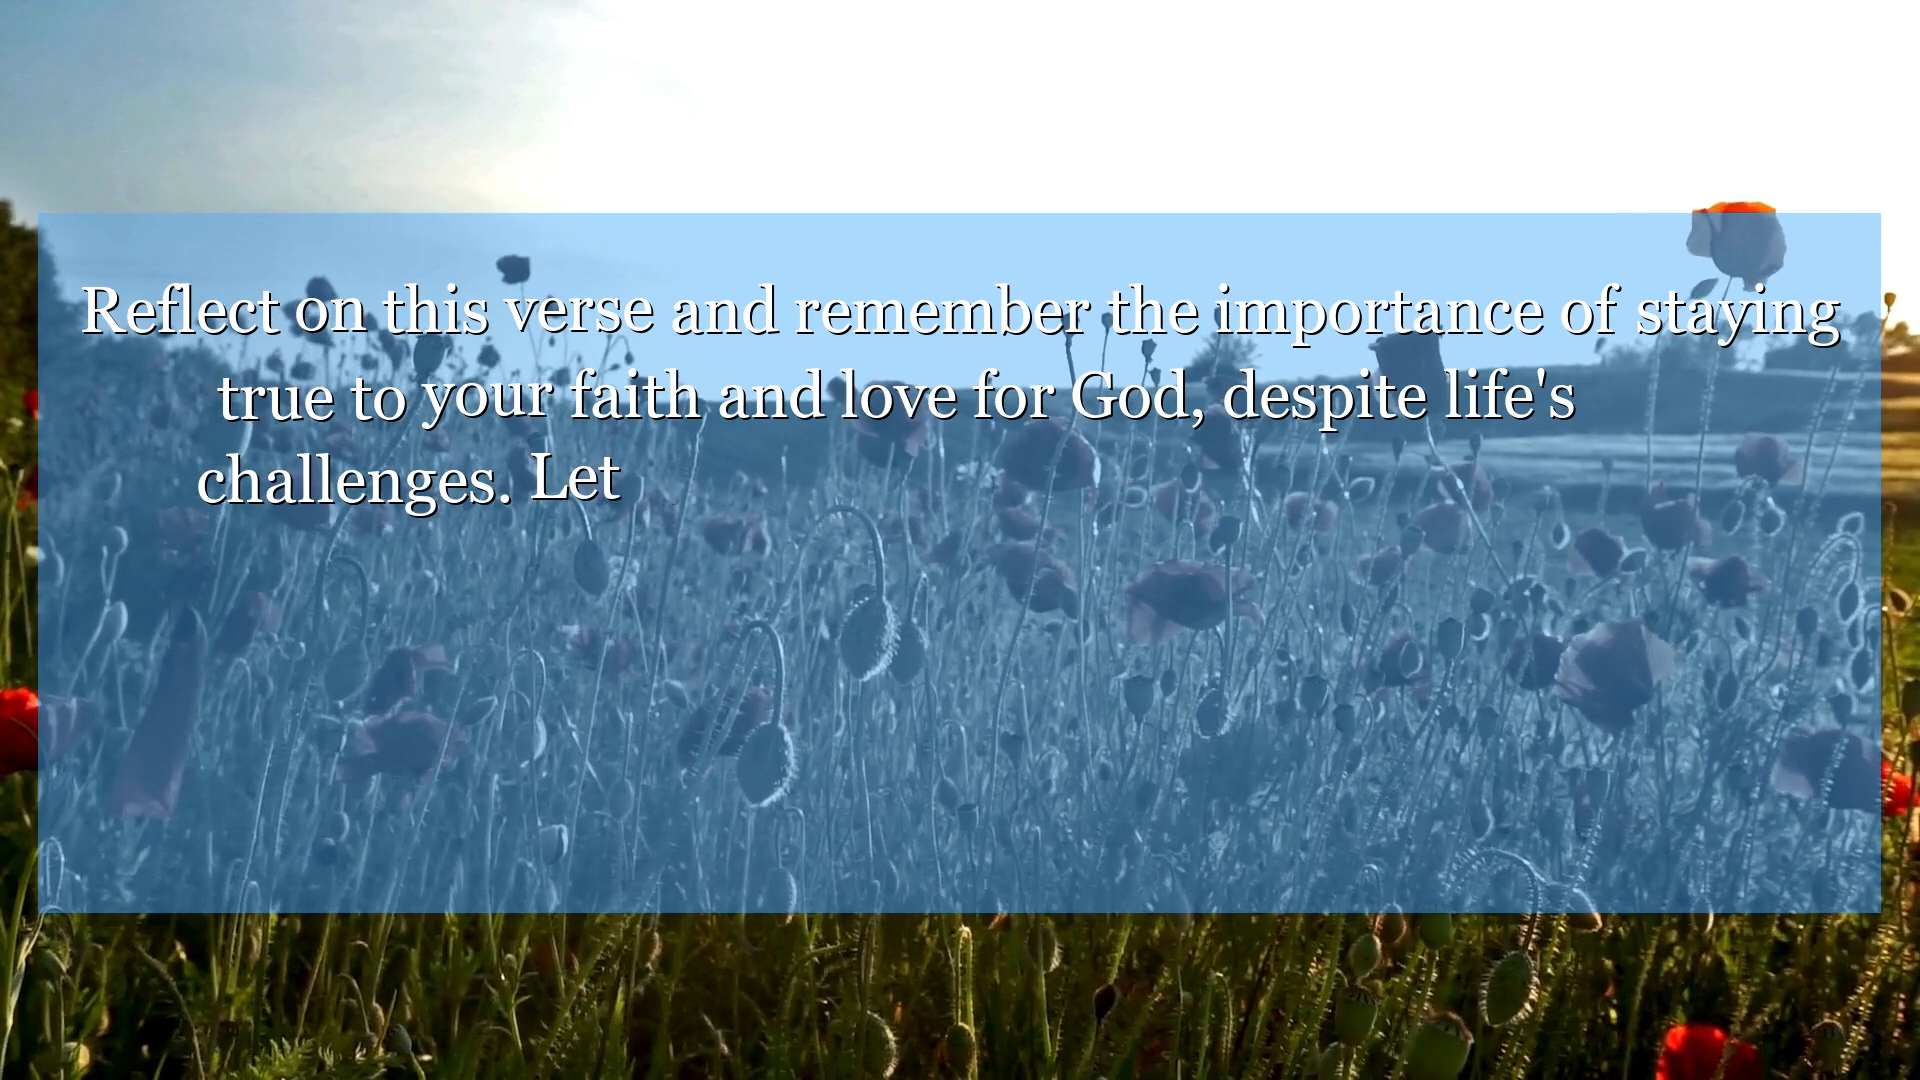 Reflect on this verse and remember the importance of staying
true to your faith and love for God, despite life's
challenges. Let